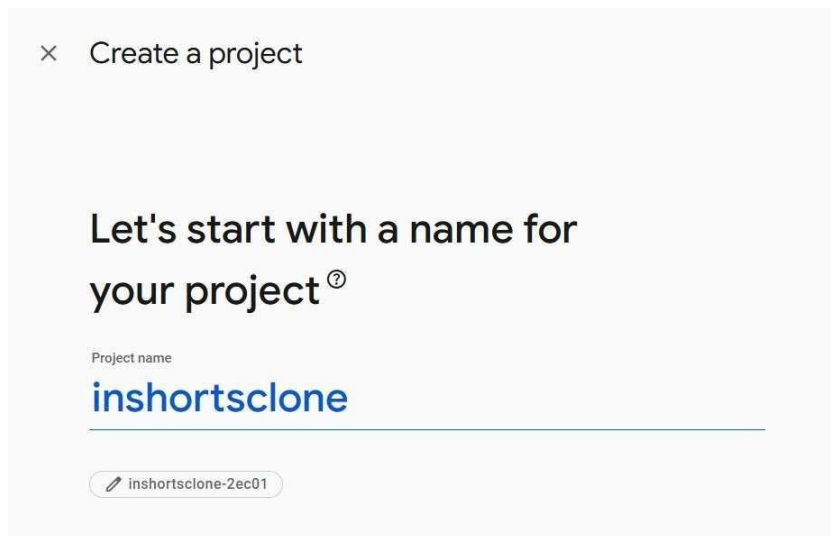 Create a project
Let's start with a name for
your project
Project name
inshortsclone
inshortsclone-2ec01